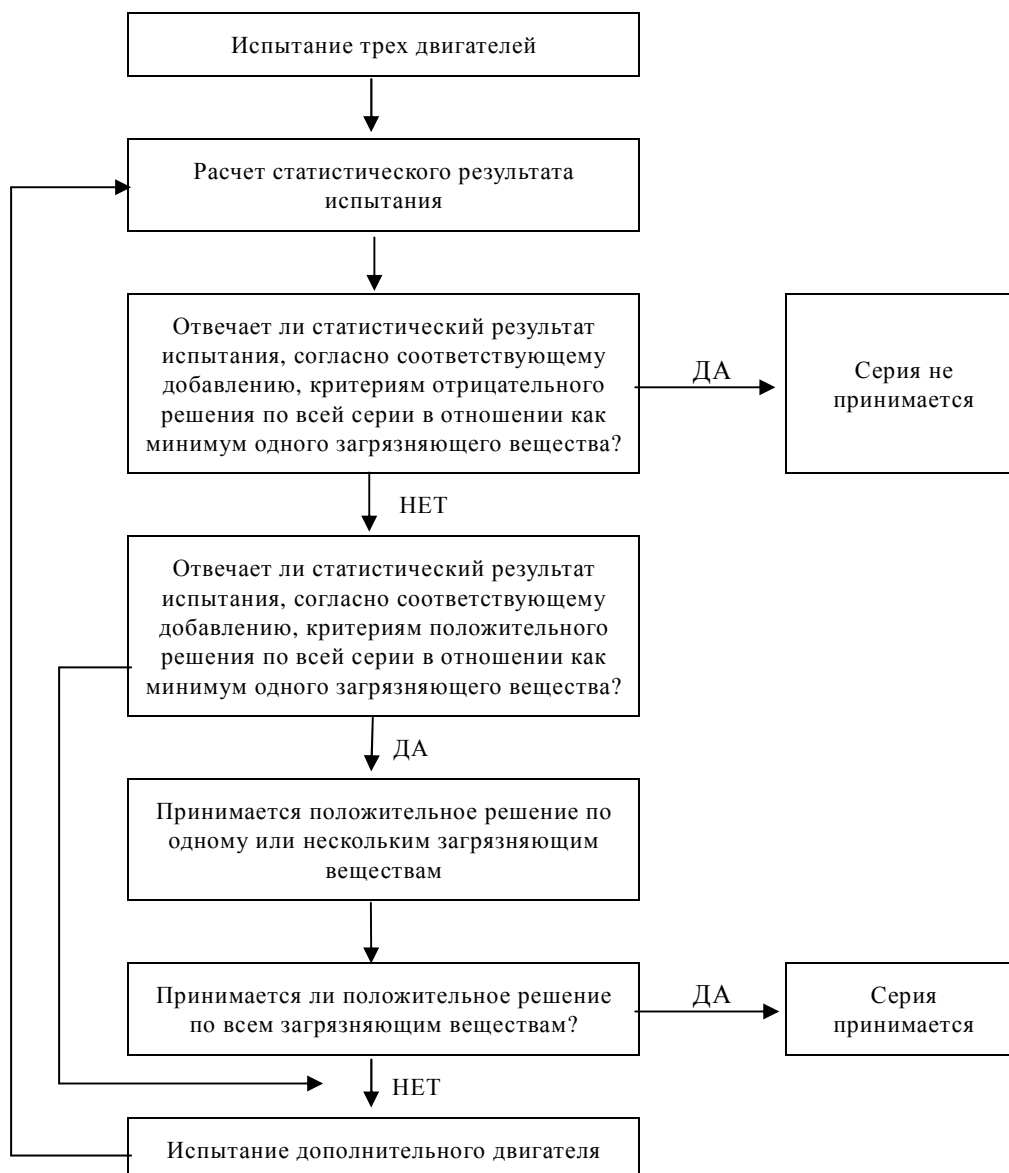 Испытание трех двигателей
Расчет статистического результата
испытания
Отвечает ли статистический результат
испытания, согласно соответствующему
добавлению, критериям отрицательного
решения по всей серии в отношении как
минимум одного загрязняющего вещества?
ДА
Серия не
принимается
НЕТ
Отвечает ли статистический результат
испытания, согласно соответствующему
добавлению, критериям положительного
решения по всей серии в отношении как
минимум одного загрязняющего вещества?
ДА
Принимается положительное решение по
одному или нескольким загрязняющим
веществам
Принимается ли положительное решение
по всем загрязняющим веществам?
ДА
Серия
принимается
НЕТ
Испытание дополнительного двигателя